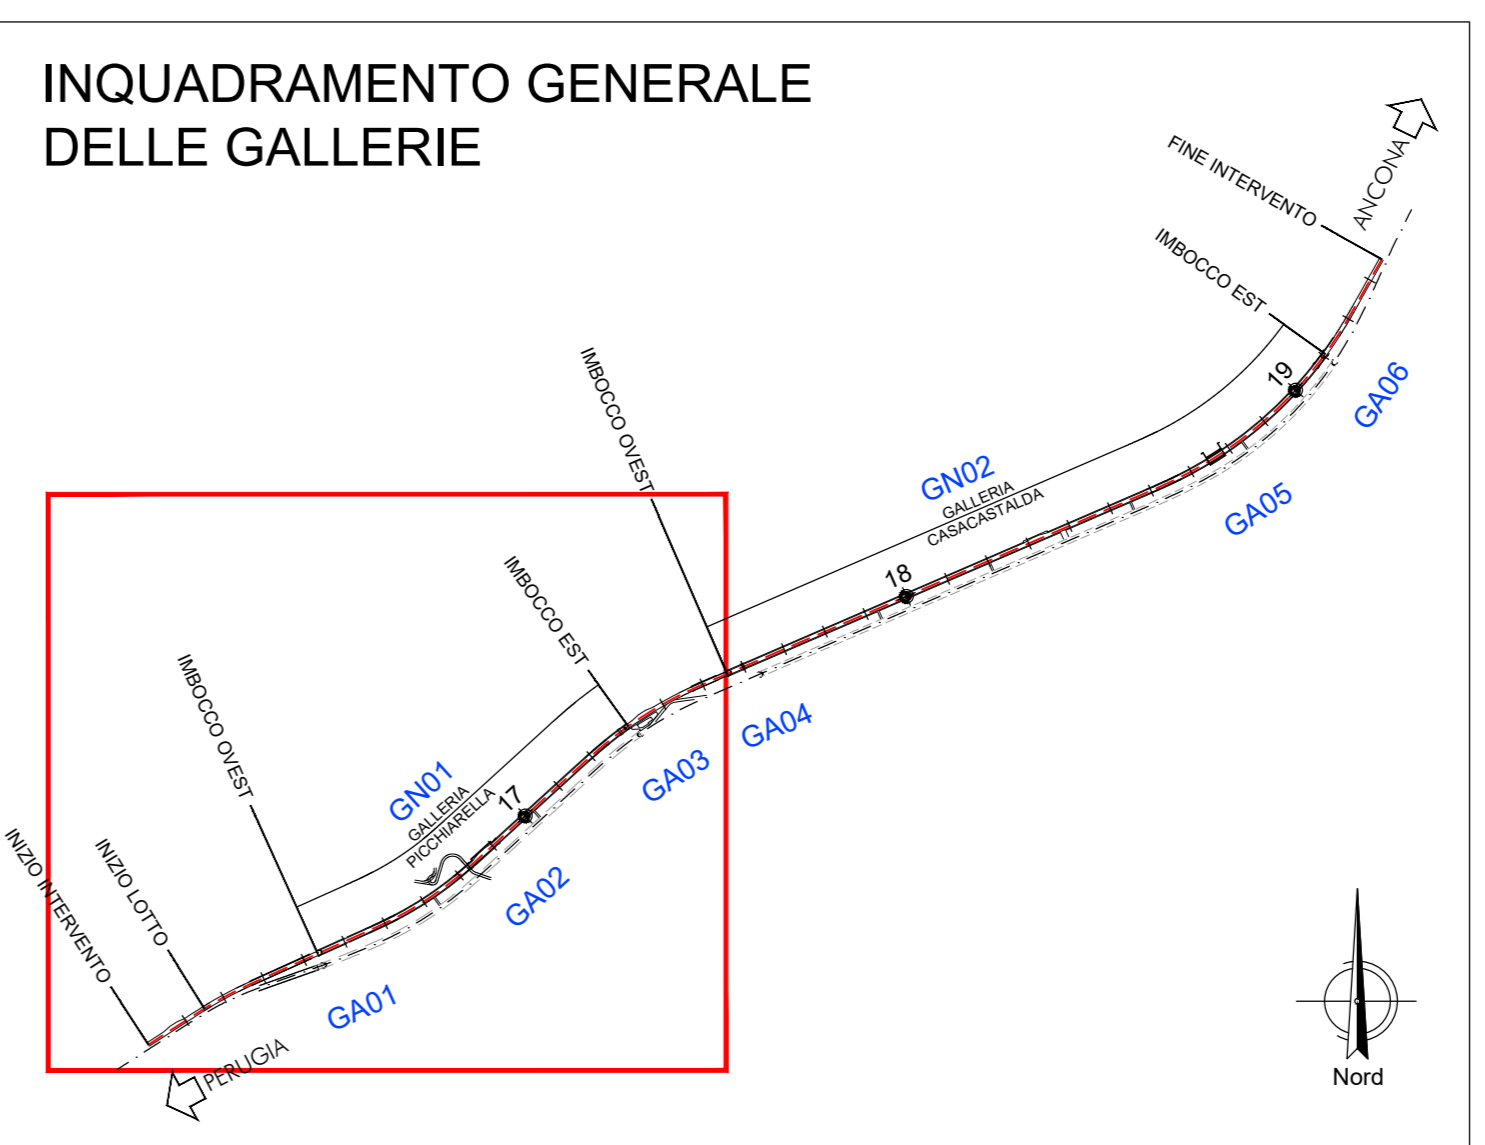 INQUADRAMENTO GENERALE
DELLE GALLERIE
ANCONA
FINE INTERVENTO
IMBOCCO EST
19
GA06
IMBOCCO OVEST
GN02
GALLERIA
CASACASTALDA
GA05
18
IMBOCCO EST
IMBOCCO OVEST
GN01
GALLERIA
PICCHIARELLA
17
GA04
GA03
GA02
INIZIO INTERVENTO
INIZIO LOTTO
GA01
PERUGIA
Nord